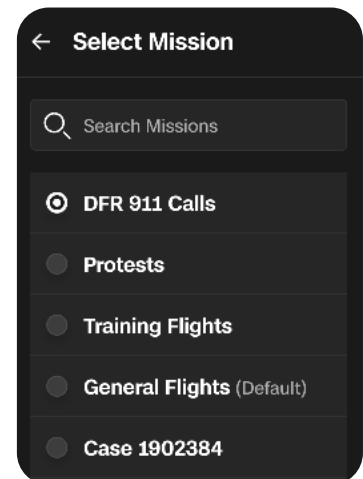 Select Mission
Search Missions
DFR 911 Calls
Protests
Training Flights
General Flights (Default)
Case 1902384